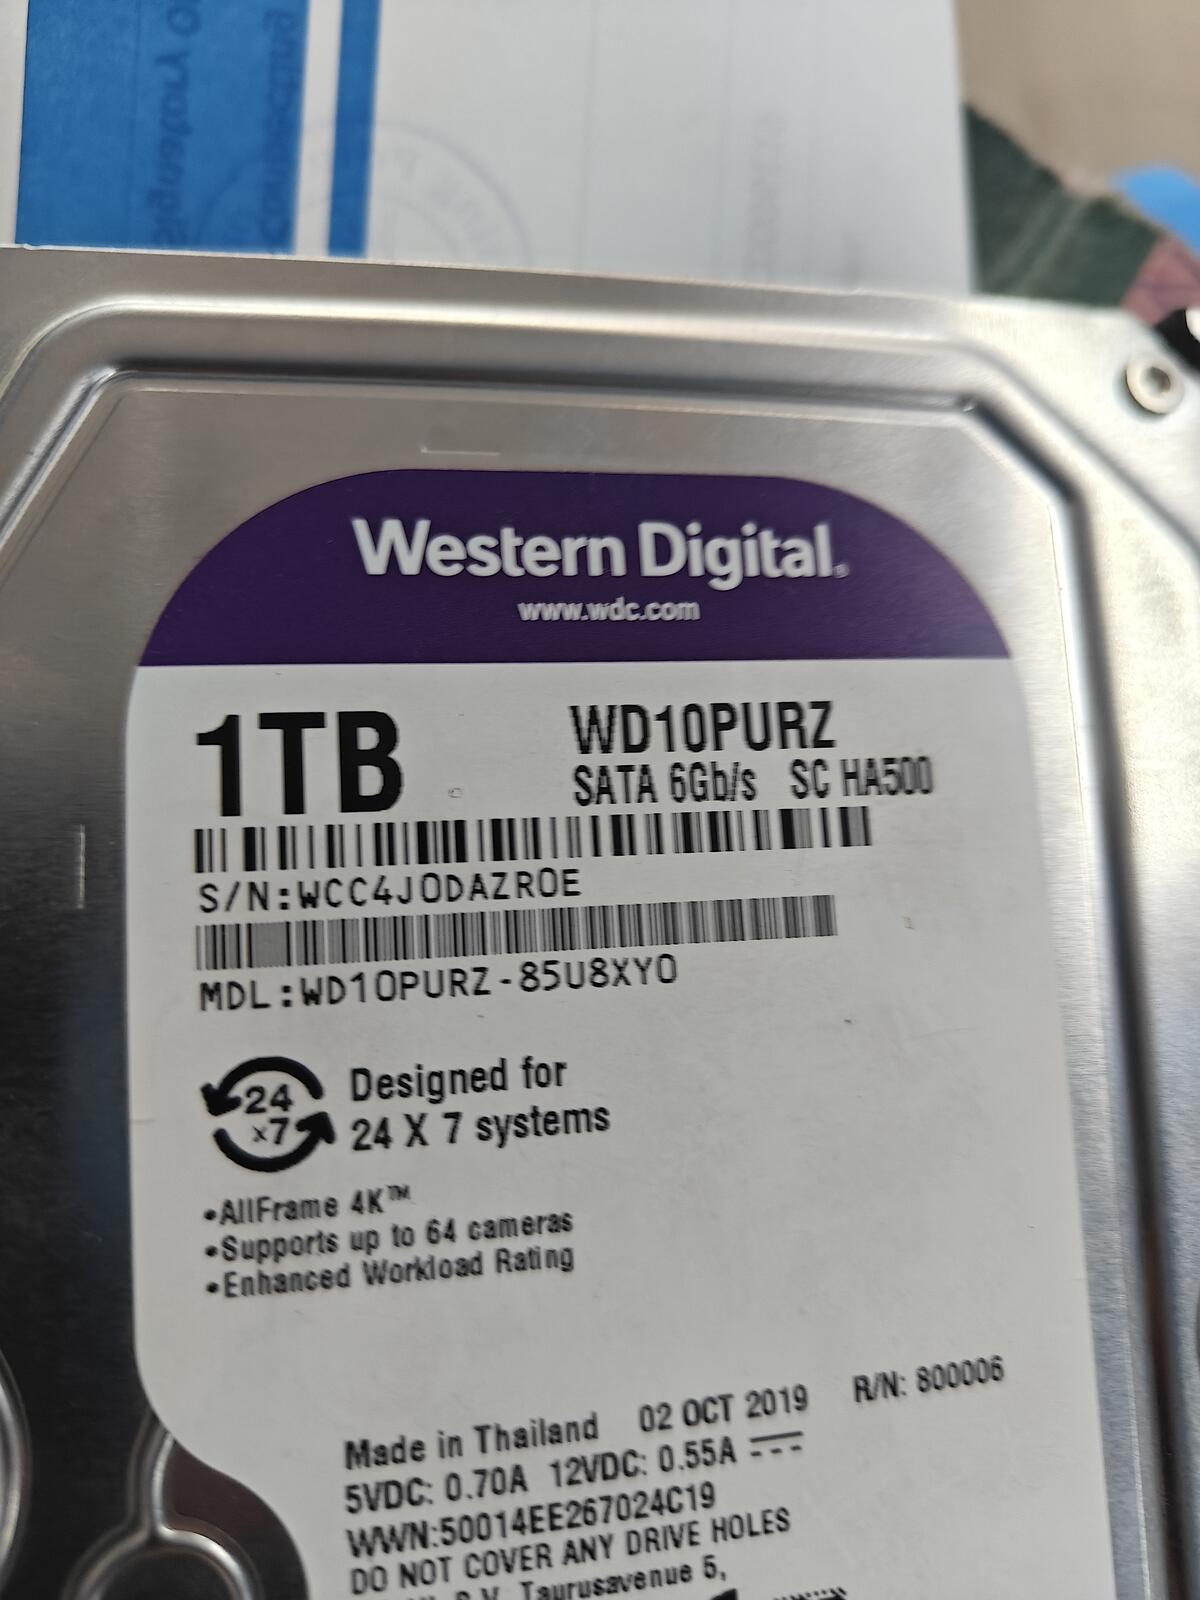 Western Digital®
www.wdc.com
1TB
WD10PURZ
SATA 6Gb/s SC HA500
S/N:WCC4J0DAZR0E
MDL:WD10PURZ-85U8XY0
24
x7
Designed for
24 X 7 systems
•AllFrame 4K™
•Supports up to 64 cameras
•Enhanced Workload Rating
Made in Thailand 02 OCT 2019 R/N: 800006
5VDC: 0.70A 12VDC: 0.55A
WWN:50014EE267024C19
DO NOT COVER ANY DRIVE HOLES
B.V. Taurusavenue 5,